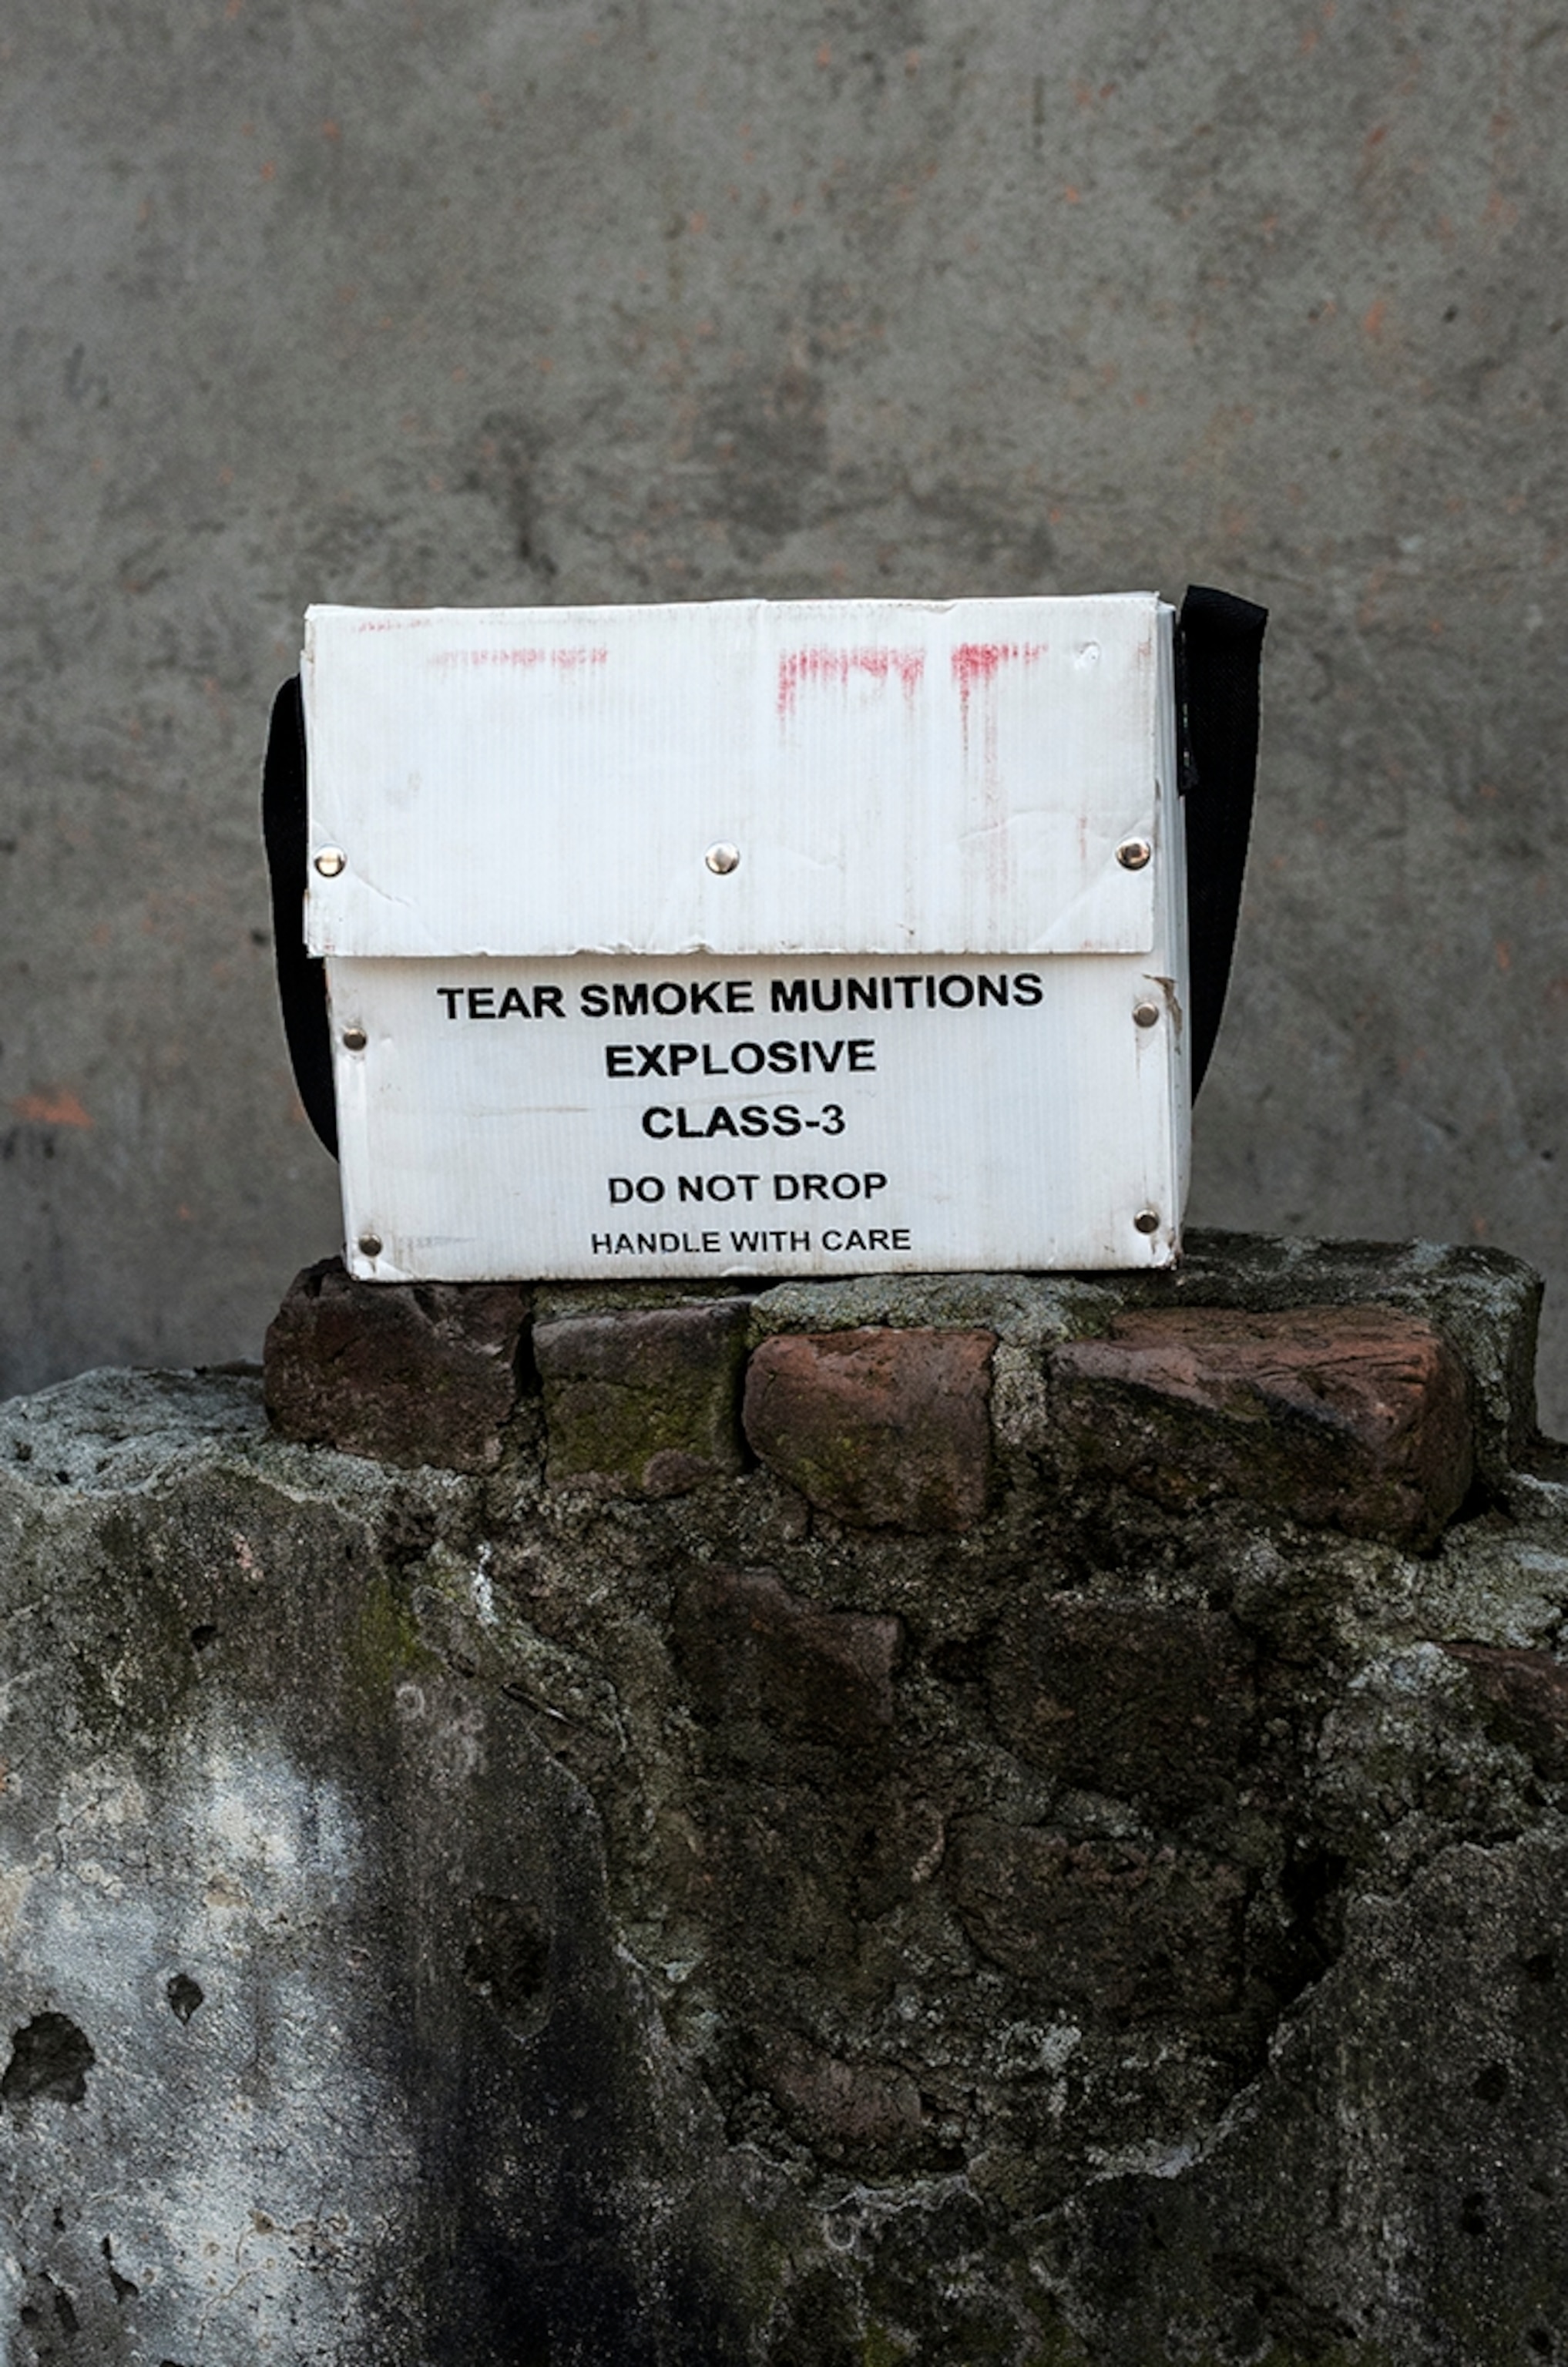 TEAR SMOKE MUNITIONS
EXPLOSIVE
CLASS-3
DO NOT DROP
HANDLE WITH CARE